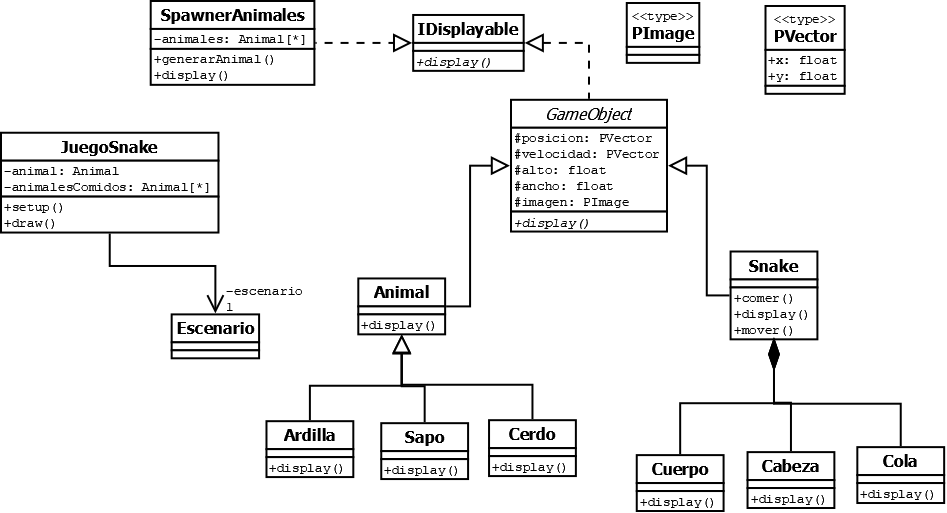 SpawnerAnimales
-animales: Animal[*]
+generarAnimal()
+display()
IDisplayable
+display()
<<type>>
PImage
<<type>>
PVector
+x: float
+y: float
GameObject
#posicion: PVector
#velocidad: PVector
#alto: float
#ancho: float
#imagen: PImage
+display()
JuegoSnake
-animal: Animal
-animalesComidos: Animal[*]
+setup()
+draw()
-escenario
1
Escenario
Animal
+display()
Snake
+comer()
+display()
+mover()
Ardilla
+display()
Sapo
+display()
Cerdo
+display()
Cuerpo
+display()
Cabeza
+display()
Cola
+display()